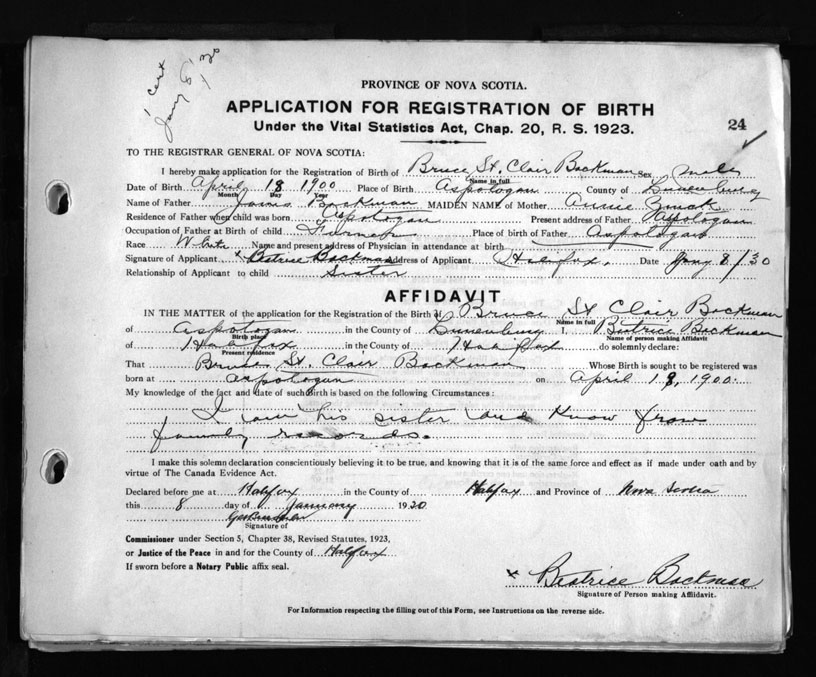 1 cert
Jany 8/30
PROVINCE OF NOVA SCOTIA.
APPLICATION FOR REGISTRATION OF BIRTH
24
Under the Vital Statistics Act, Chap. 20, R. S. 1923.
TO THE REGISTRAR GENERAL OF NOVA SCOTIA:
I hereby make application for the Registration of Birth of Bruce St. Clair Backman Sex Male
Name in full
Date of Birth April 18 1900 Place of Birth Aspotogan County of Lunenburg
Month Day Year
Name of Father James Backman MAIDEN NAME of Mother Annie
Residence of Father when child was born Aspotogan Present address of Father Aspotogan
Occupation of Father at Birth of Child Farmer Place of birth of Father Aspotogan
Race White Name and present address of Physician in attendance at birth
Signature of Applicant x Beatrice Backman Address of Applicant Halifax. Date Jany 8/30
Relationship of Applicant to child Sister
AFFIDAVIT
IN THE MATTER of the application for the Registration of the Birth of Bruce St Clair Backman
Name in full
of Aspotogan in the County of Lunenburg I, Beatrice Backman
Birth place Name of person making Affidavit
of Halifax in the County of Halifax do solemnly declare:
Present residence
That Bruce St. Clair Backman Whose Birth is sought to be registered was
born at Aspotogan on April 18, 1900.
My knowledge of the fact and date of such Birth is based on the following Circumstances:
I am his sister and know from
family records.
I make this solemn declaration conscientiously believing it to be true, and knowing that it is of the same force and effect as if made under oath and by
virtue of The Canada Evidence Act.
Declared before me at Halifax in the County of Halifax and Province of Nova Scotia
this 8 day of January 1930
Signature of
Commissioner under Section 5, Chapter 38, Revised Statutes, 1923,
or Justice of the Peace in and for the County of Halifax
If sworn before a Notary Public affix seal.
x Beatrice Backman
Signature of Person making Affidavit.
For Information respecting the filling out of this Form, see Instructions on the reverse side.